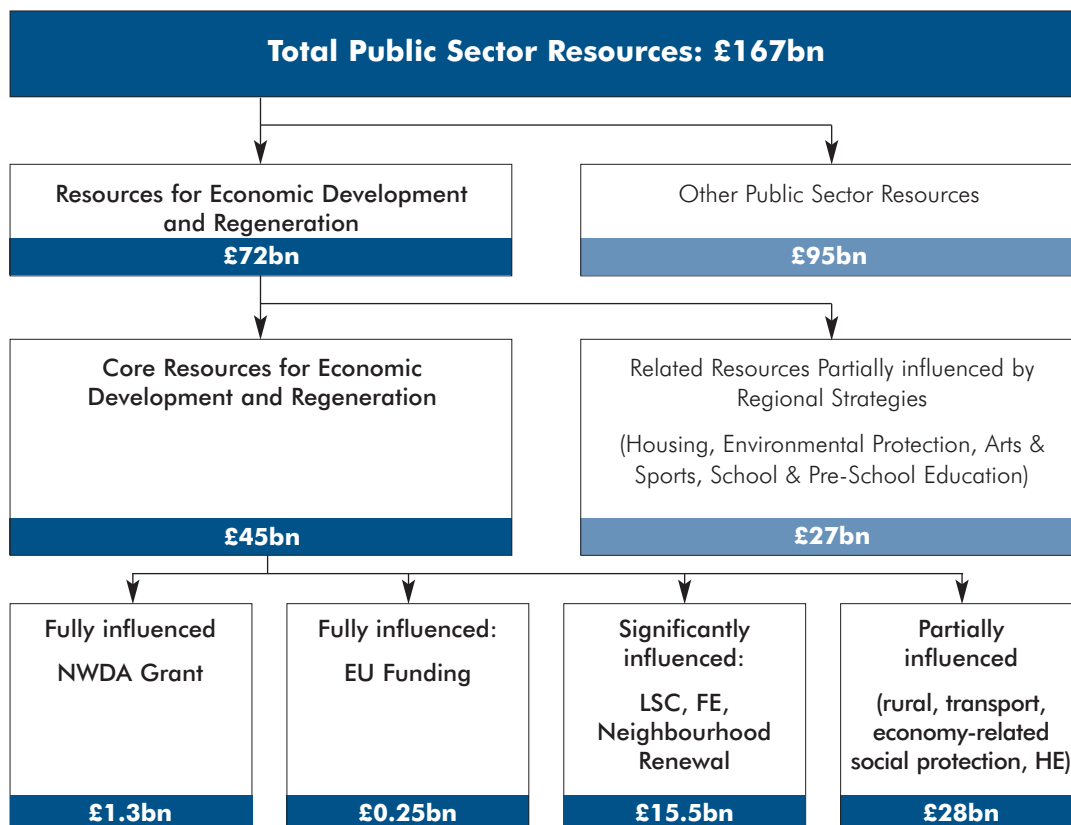 Total Public Sector Resources: £167bn
Resources for Economic Development
and Regeneration
£72bn
Other Public Sector Resources
£95bn
Core Resources for Economic
Development and Regeneration
£45bn
Related Resources Partially influenced by
Regional Strategies
(Housing, Environmental Protection, Arts &
Sports, School & Pre-School Education)
£27bn
Fully influenced
NWDA Grant
£1.3bn
Fully influenced:
EU Funding
£0.25bn
Significantly
influenced:
LSC, FE,
Neighbourhood
Renewal
£15.5bn
Partially
influenced
(rural, transport,
economy-related
social protection, HE)
£28bn